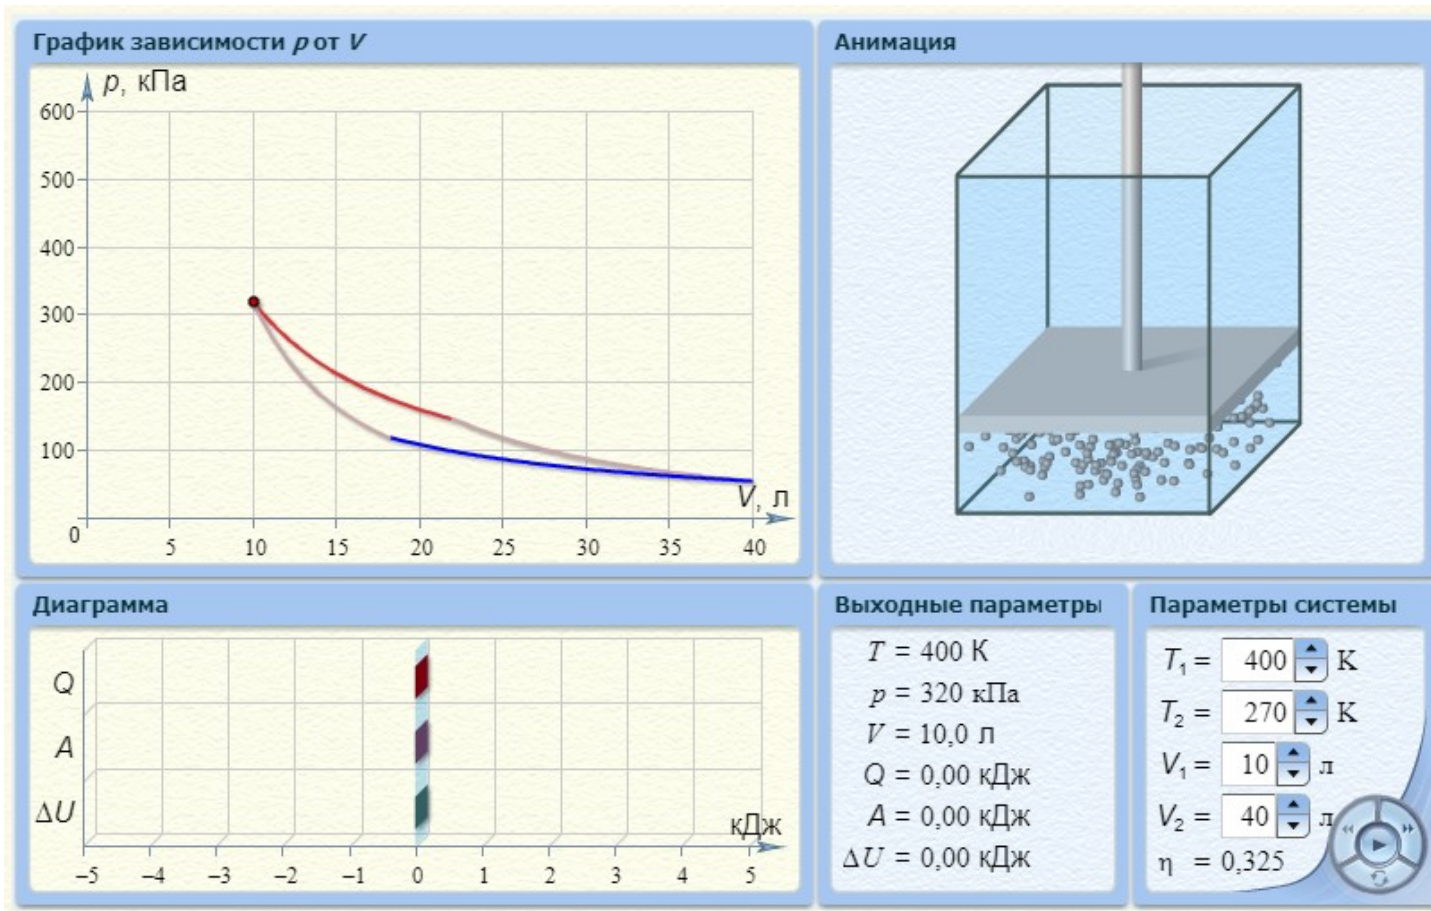 График зависимости p от V
p, кПа
600
500
400
300
200
100
0
5 10 15 20 25 30 35 40
V, л
Анимация
Диаграмма
Q
A
ΔU
кДж
–5 –4 –3 –2 –1 0 1 2 3 4 5
Выходные параметры
T = 400 К
p = 320 кПа
V = 10,0 л
Q = 0,00 кДж
A = 0,00 кДж
ΔU = 0,00 кДж
Параметры системы
T₁ = 400 К
T₂ = 270 К
V₁ = 10 л
V₂ = 40 л
η = 0,325